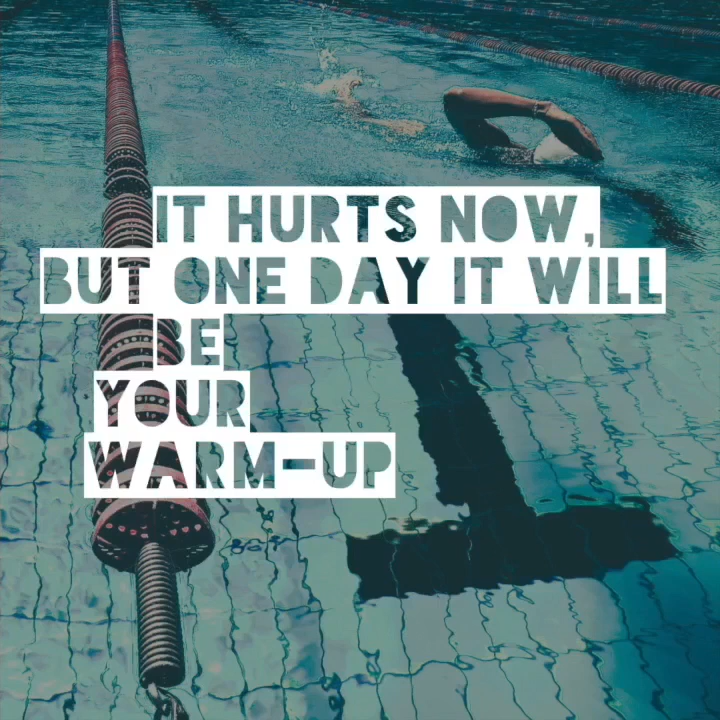 IT HURTS NOW,
BUT ONE DAY IT WILL
BE
YOUR
WARM-UP